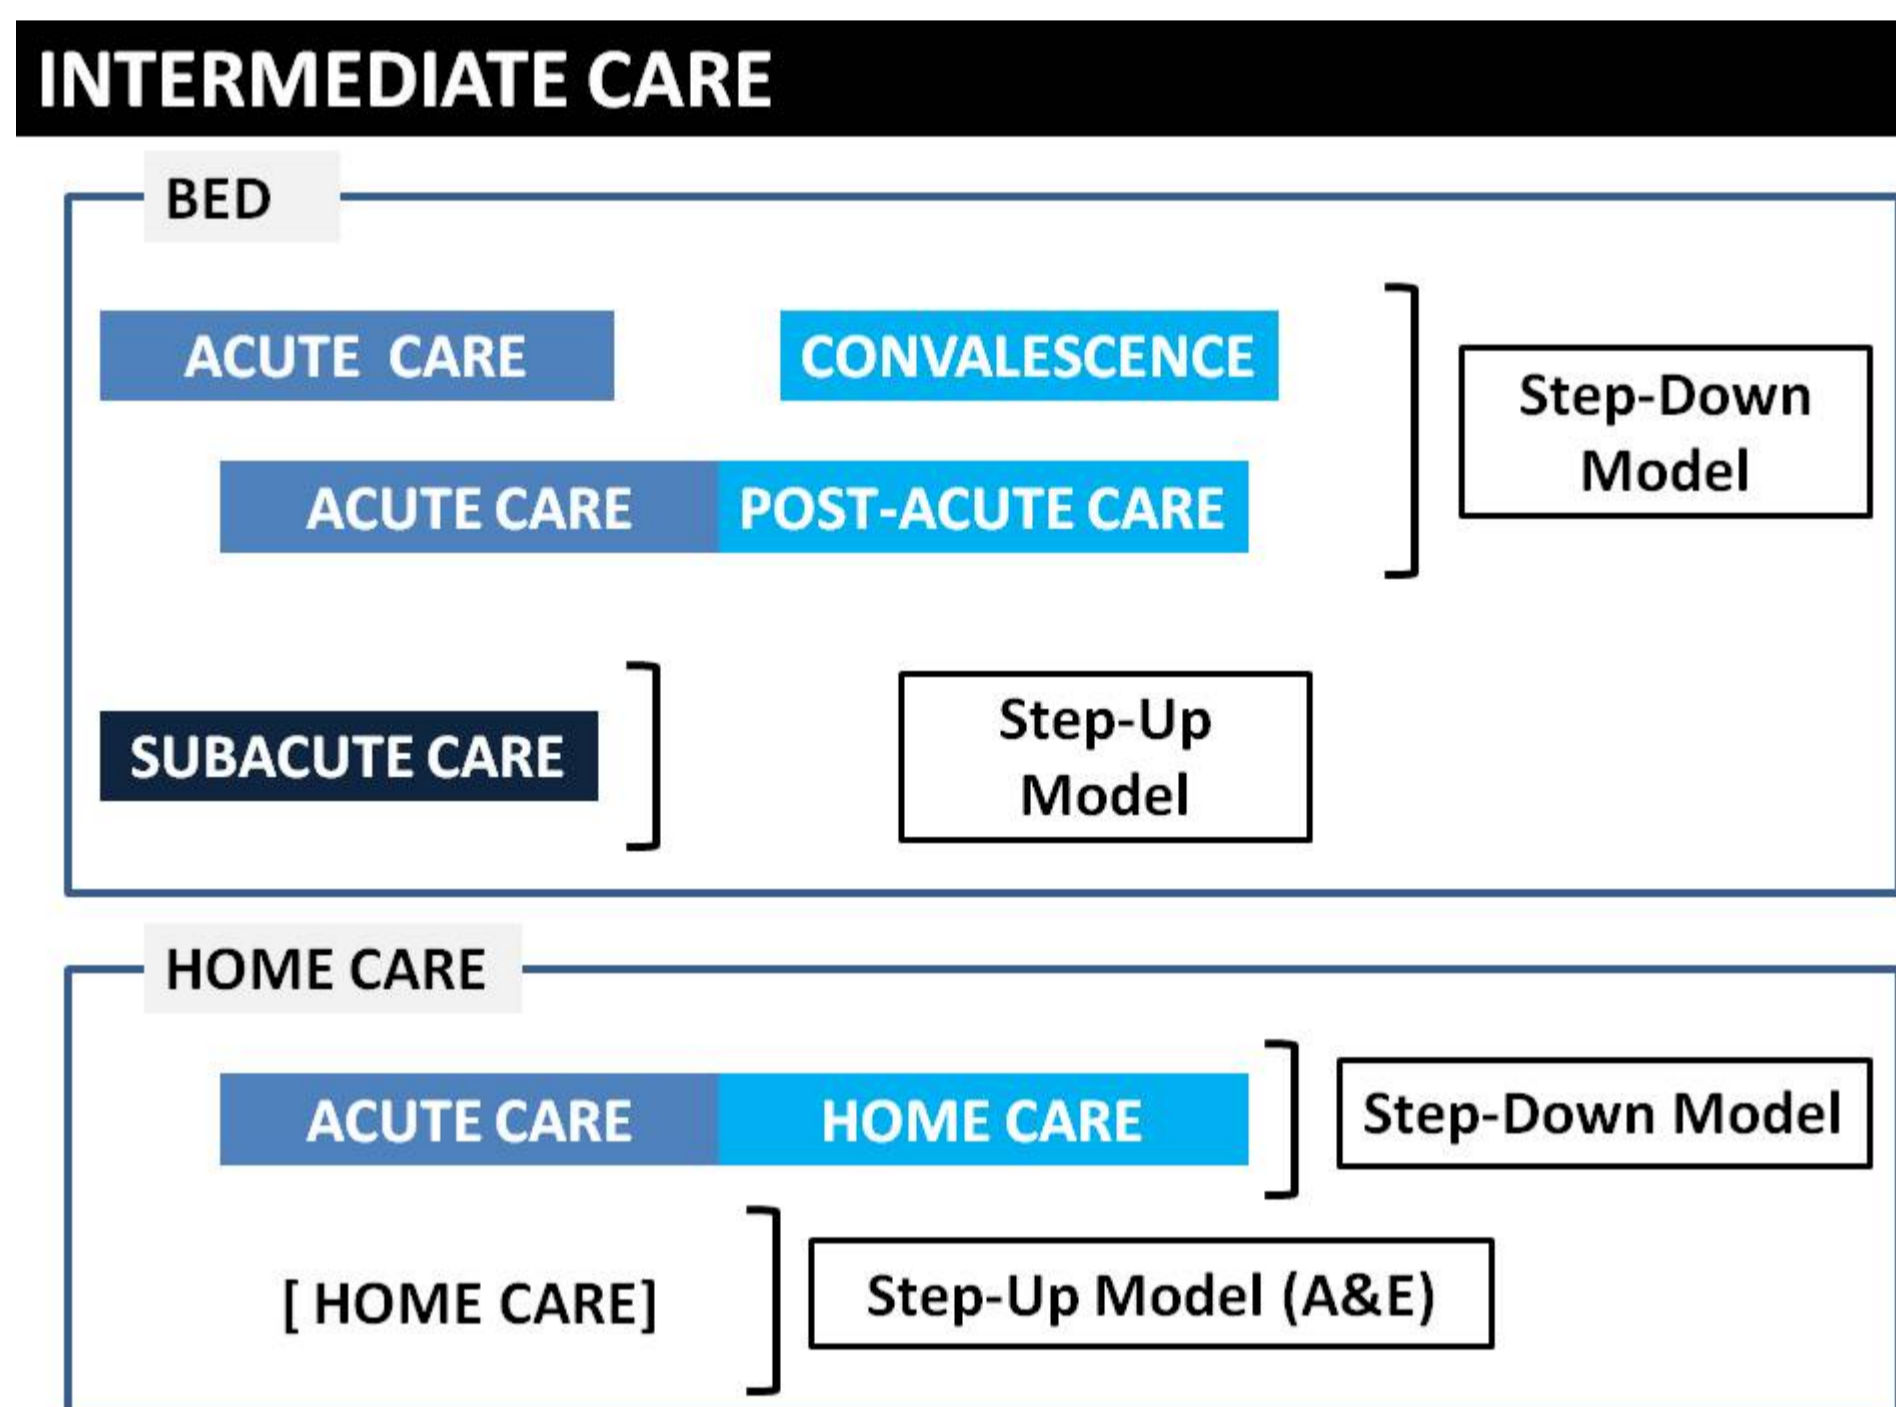 INTERMEDIATE CARE
BED
ACUTE CARE
CONVALESCENCE
ACUTE CARE
POST-ACUTE CARE
Step-Down
Model
SUBACUTE CARE
Step-Up
Model
HOME CARE
ACUTE CARE
HOME CARE
Step-Down Model
[ HOME CARE]
Step-Up Model (A&E)